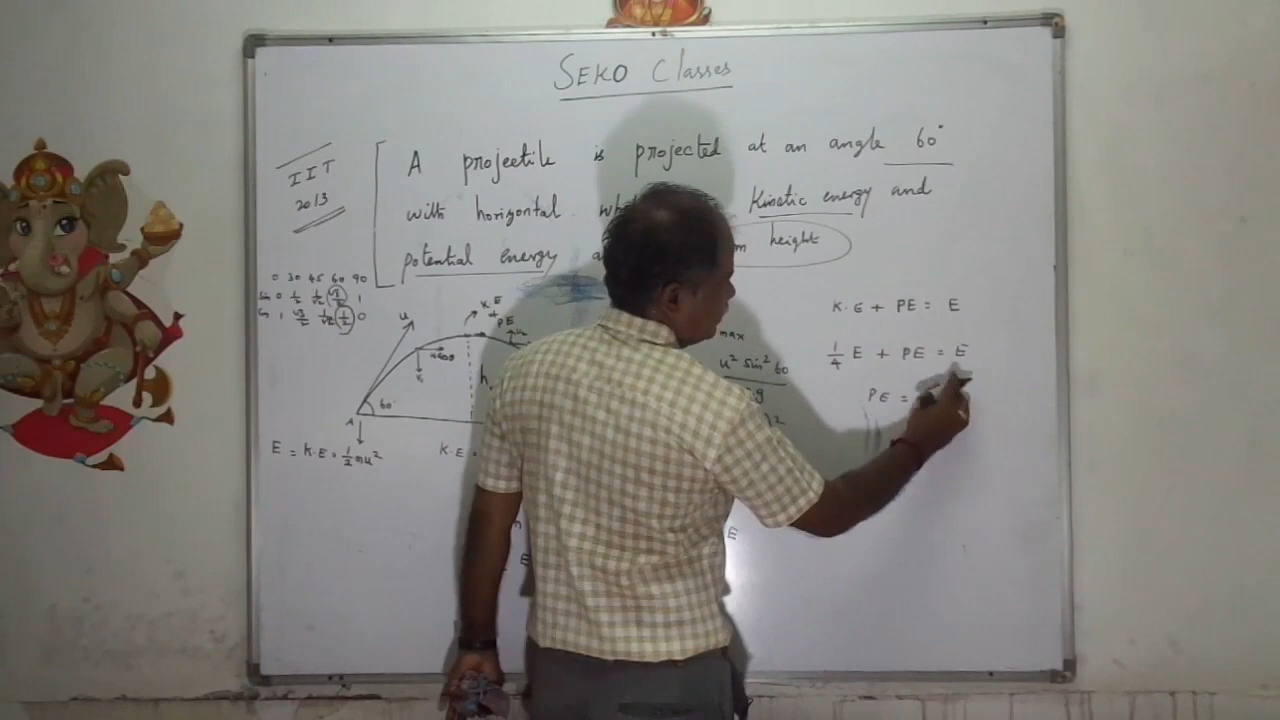 SEKO Classes
IIT
2013
A projectile is projected at an angle 60°
with horizontal. Kinetic energy and
potential energy height
0 30 45 60 90
sin 0 1/2 1/√2 √3/2 1
1 √3/2 1/√2 1/2 0
u
K E
+
PE
u cos θ
60°
A
h
E = K.E = 1/2 mu²
K.E =
max
u² sin² 60
g
E
E
K.E + PE = E
1/4 E + PE = E
PE =